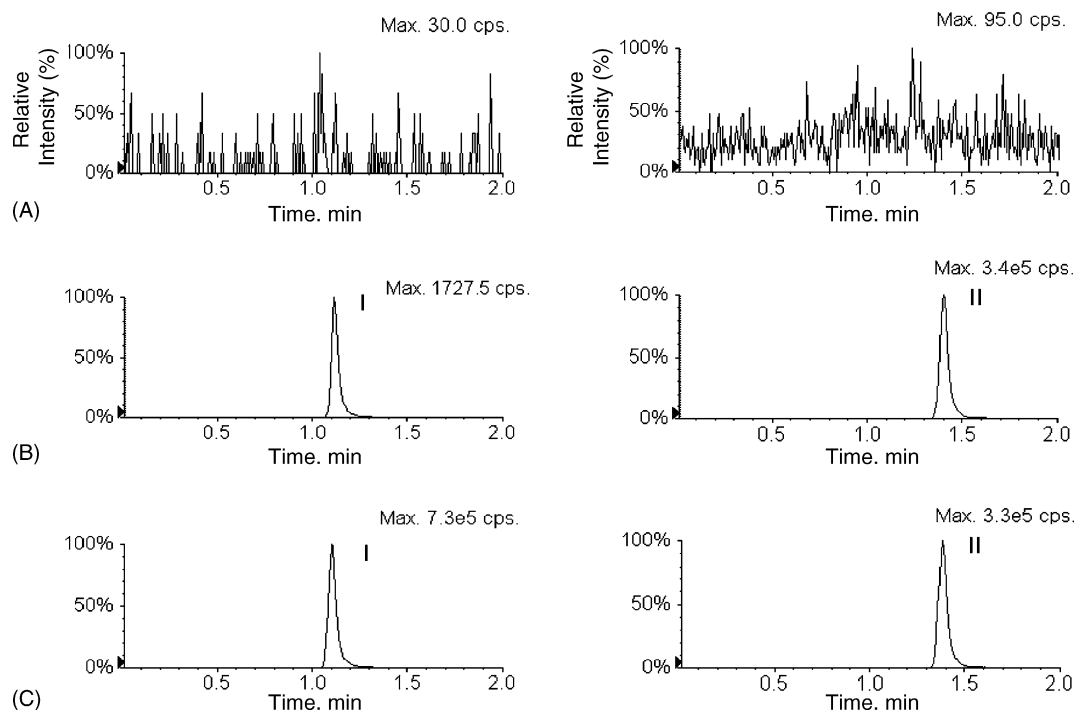 Max. 30.0 cps.
Relative
Intensity (%)
100%
50%
0%
0.5 1.0 1.5 2.0
Time. min
(A)
Max. 95.0 cps.
Relative
Intensity (%)
100%
50%
0%
0.5 1.0 1.5 2.0
Time. min
Max. 1727.5 cps.
I
100%
50%
0%
0.5 1.0 1.5 2.0
Time. min
(B)
Max. 3.4e5 cps.
II
100%
50%
0%
0.5 1.0 1.5 2.0
Time. min
Max. 7.3e5 cps.
I
100%
50%
0%
0.5 1.0 1.5 2.0
Time. min
(C)
Max. 3.3e5 cps.
II
100%
50%
0%
0.5 1.0 1.5 2.0
Time. min